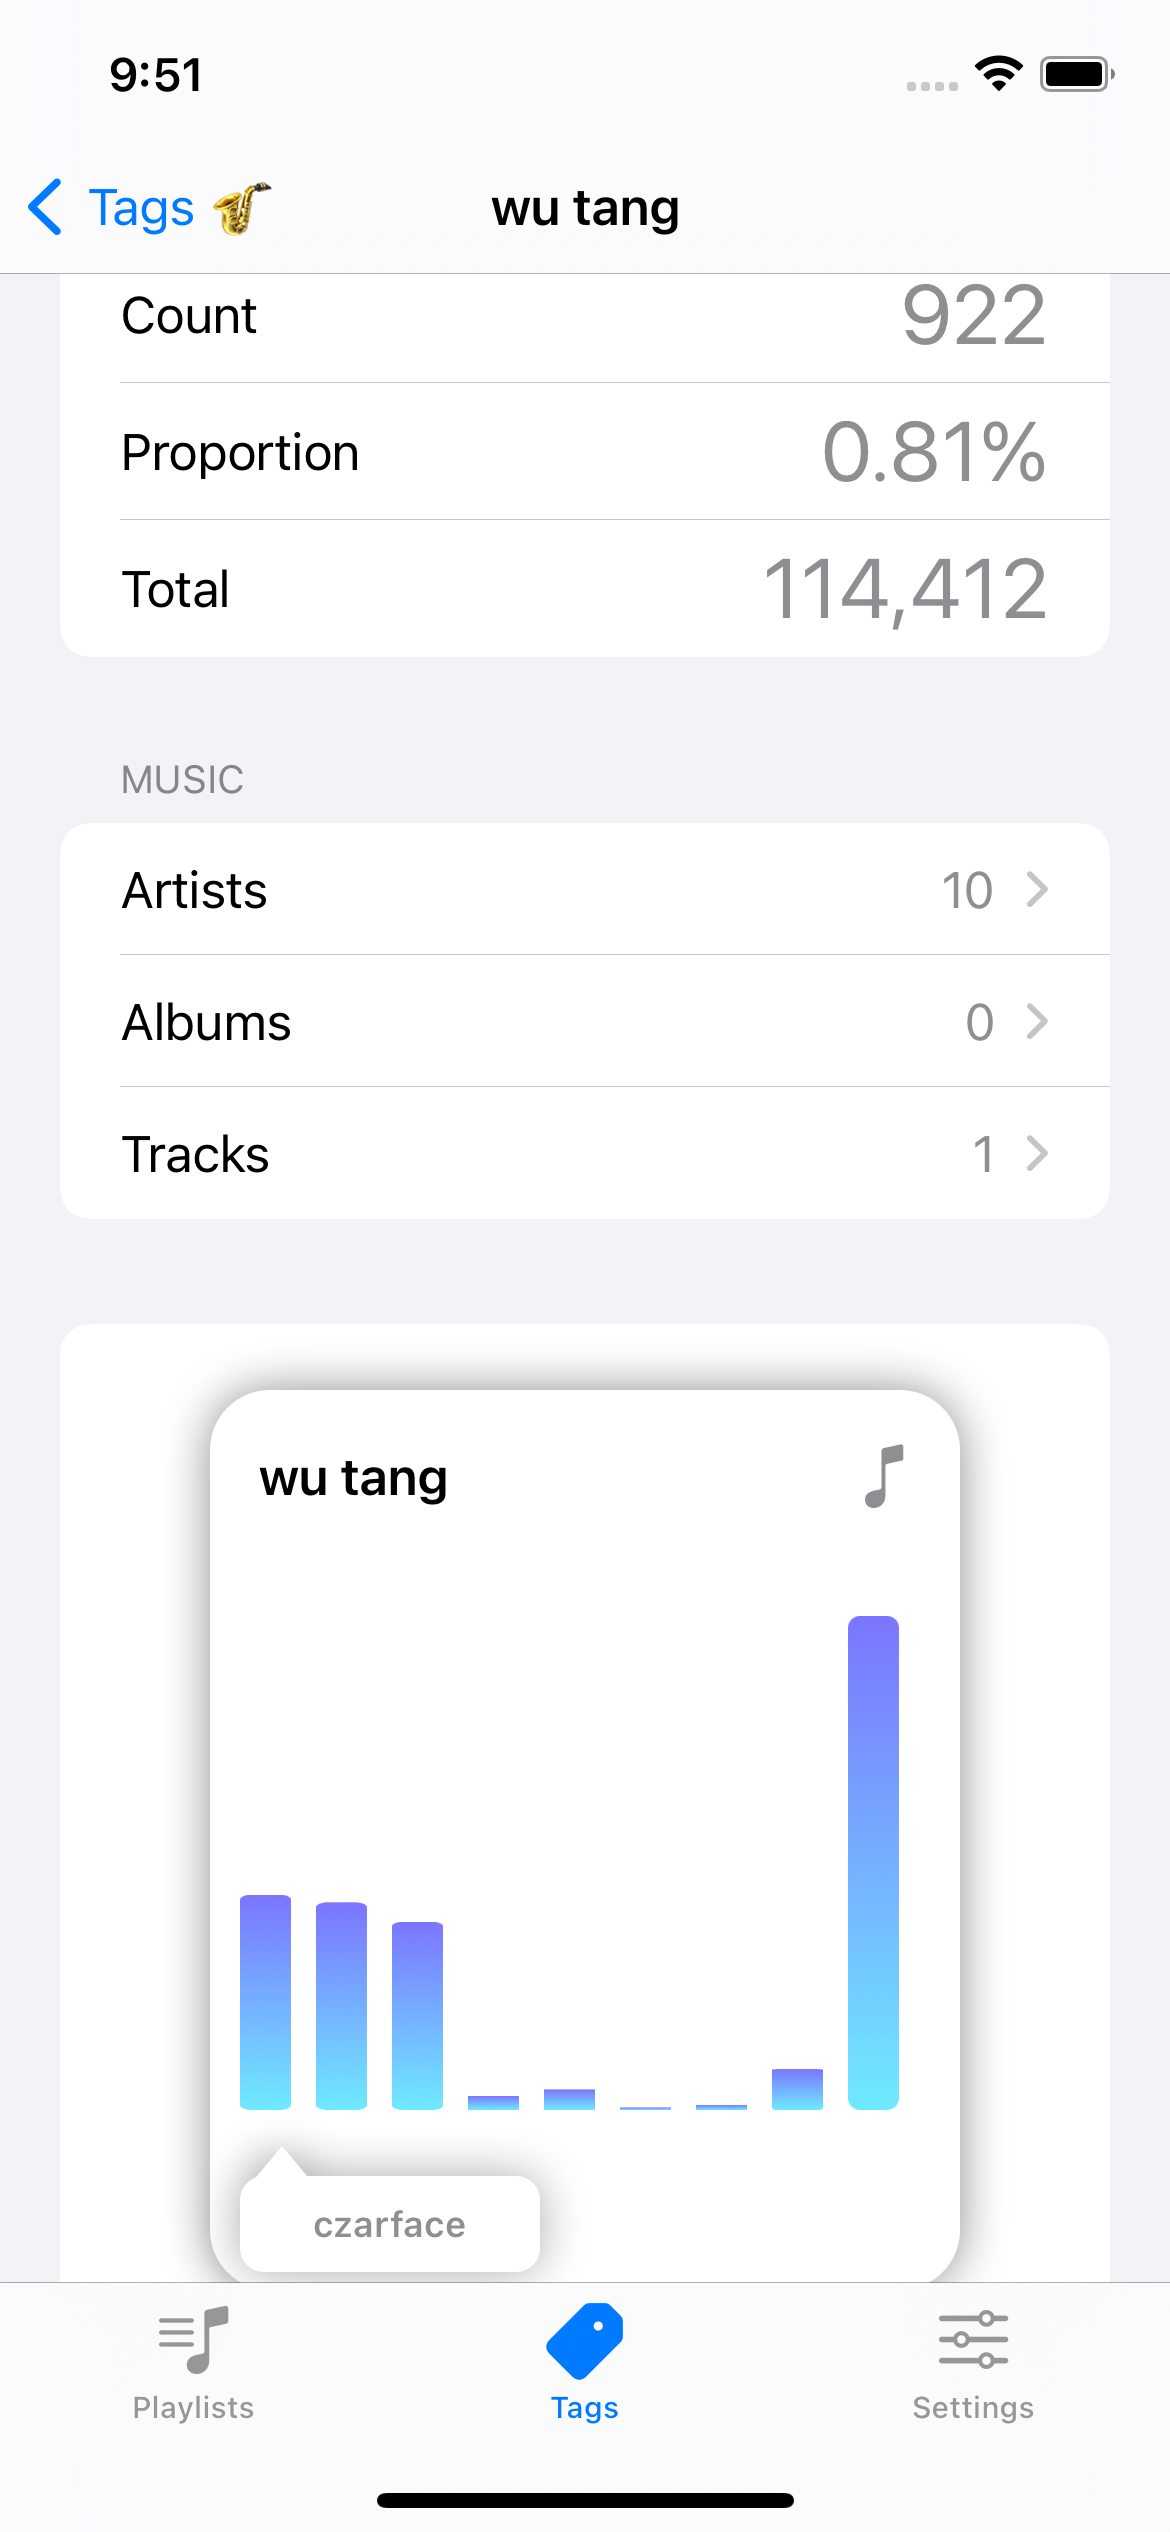 9:51
Tags 🎷 wu tang
Count 922
Proportion 0.81%
Total 114,412
MUSIC
Artists 10
Albums 0
Tracks 1
wu tang
czarface
Playlists Tags Settings